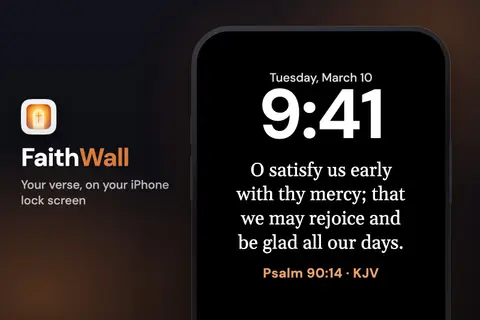 FaithWall
Your verse, on your iPhone
lock screen
Tuesday, March 10
9:41
O satisfy us early
with thy mercy; that
we may rejoice and
be glad all our days.
Psalm 90:14 · KJV